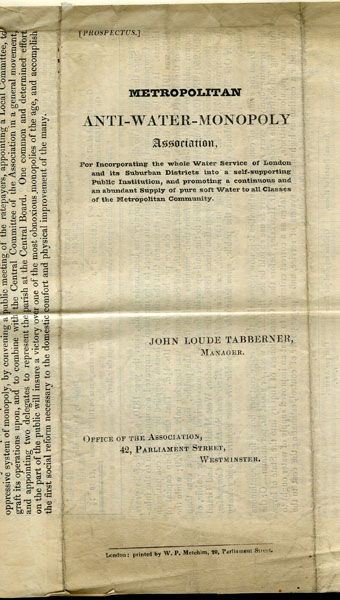 [PROSPECTUS.]
METROPOLITAN
ANTI-WATER-MONOPOLY
Association,
For Incorporating the whole Water Service of London
and its Suburban Districts into a self-supporting
Public Institution, and promoting a continuous and
an abundant Supply of pure soft Water to all Classes
of the Metropolitan Community.
JOHN LOUDE TABBERNER,
MANAGER.
OFFICE OF THE ASSOCIATION,
42, PARLIAMENT STREET,
WESTMINSTER.
London: printed by W. P. Metchim, 20, Parliament Street.
oppressive system of monopoly, by convening a public meeting of the ratepayers, appointing a Local Committee, to
graft its operations upon, and to combine with the Central Committee of the Association in a general movement,
and appointing two delegates to represent the parish at the Central Board. One common and determined effort
on the part of the public will insure a victory over one of the most obnoxious monopolies of the age, and accomplish
the first social reform necessary to the domestic comfort and physical improvement of the many.